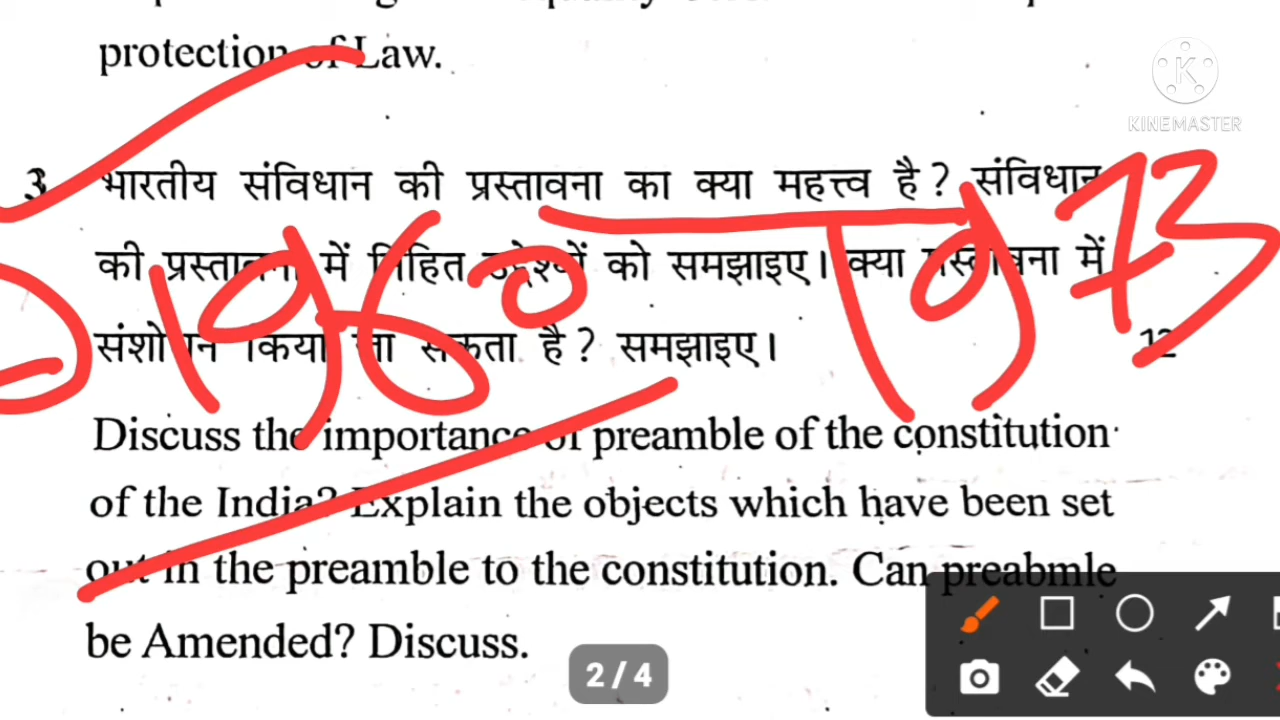 protection of Law.
KINEMASTER
3 भारतीय संविधान की प्रस्तावना का क्या महत्त्व है ? संविधान
की प्रस्तावना में निहित उद्देश्यों को समझाइए। क्या प्रस्तावना में
संशोधन किया जा सकता है ? समझाइए। 12
1960 1973
Discuss the importance of preamble of the constitution
of the India? Explain the objects which have been set
out in the preamble to the constitution. Can preabmle
be Amended? Discuss.
2 / 4